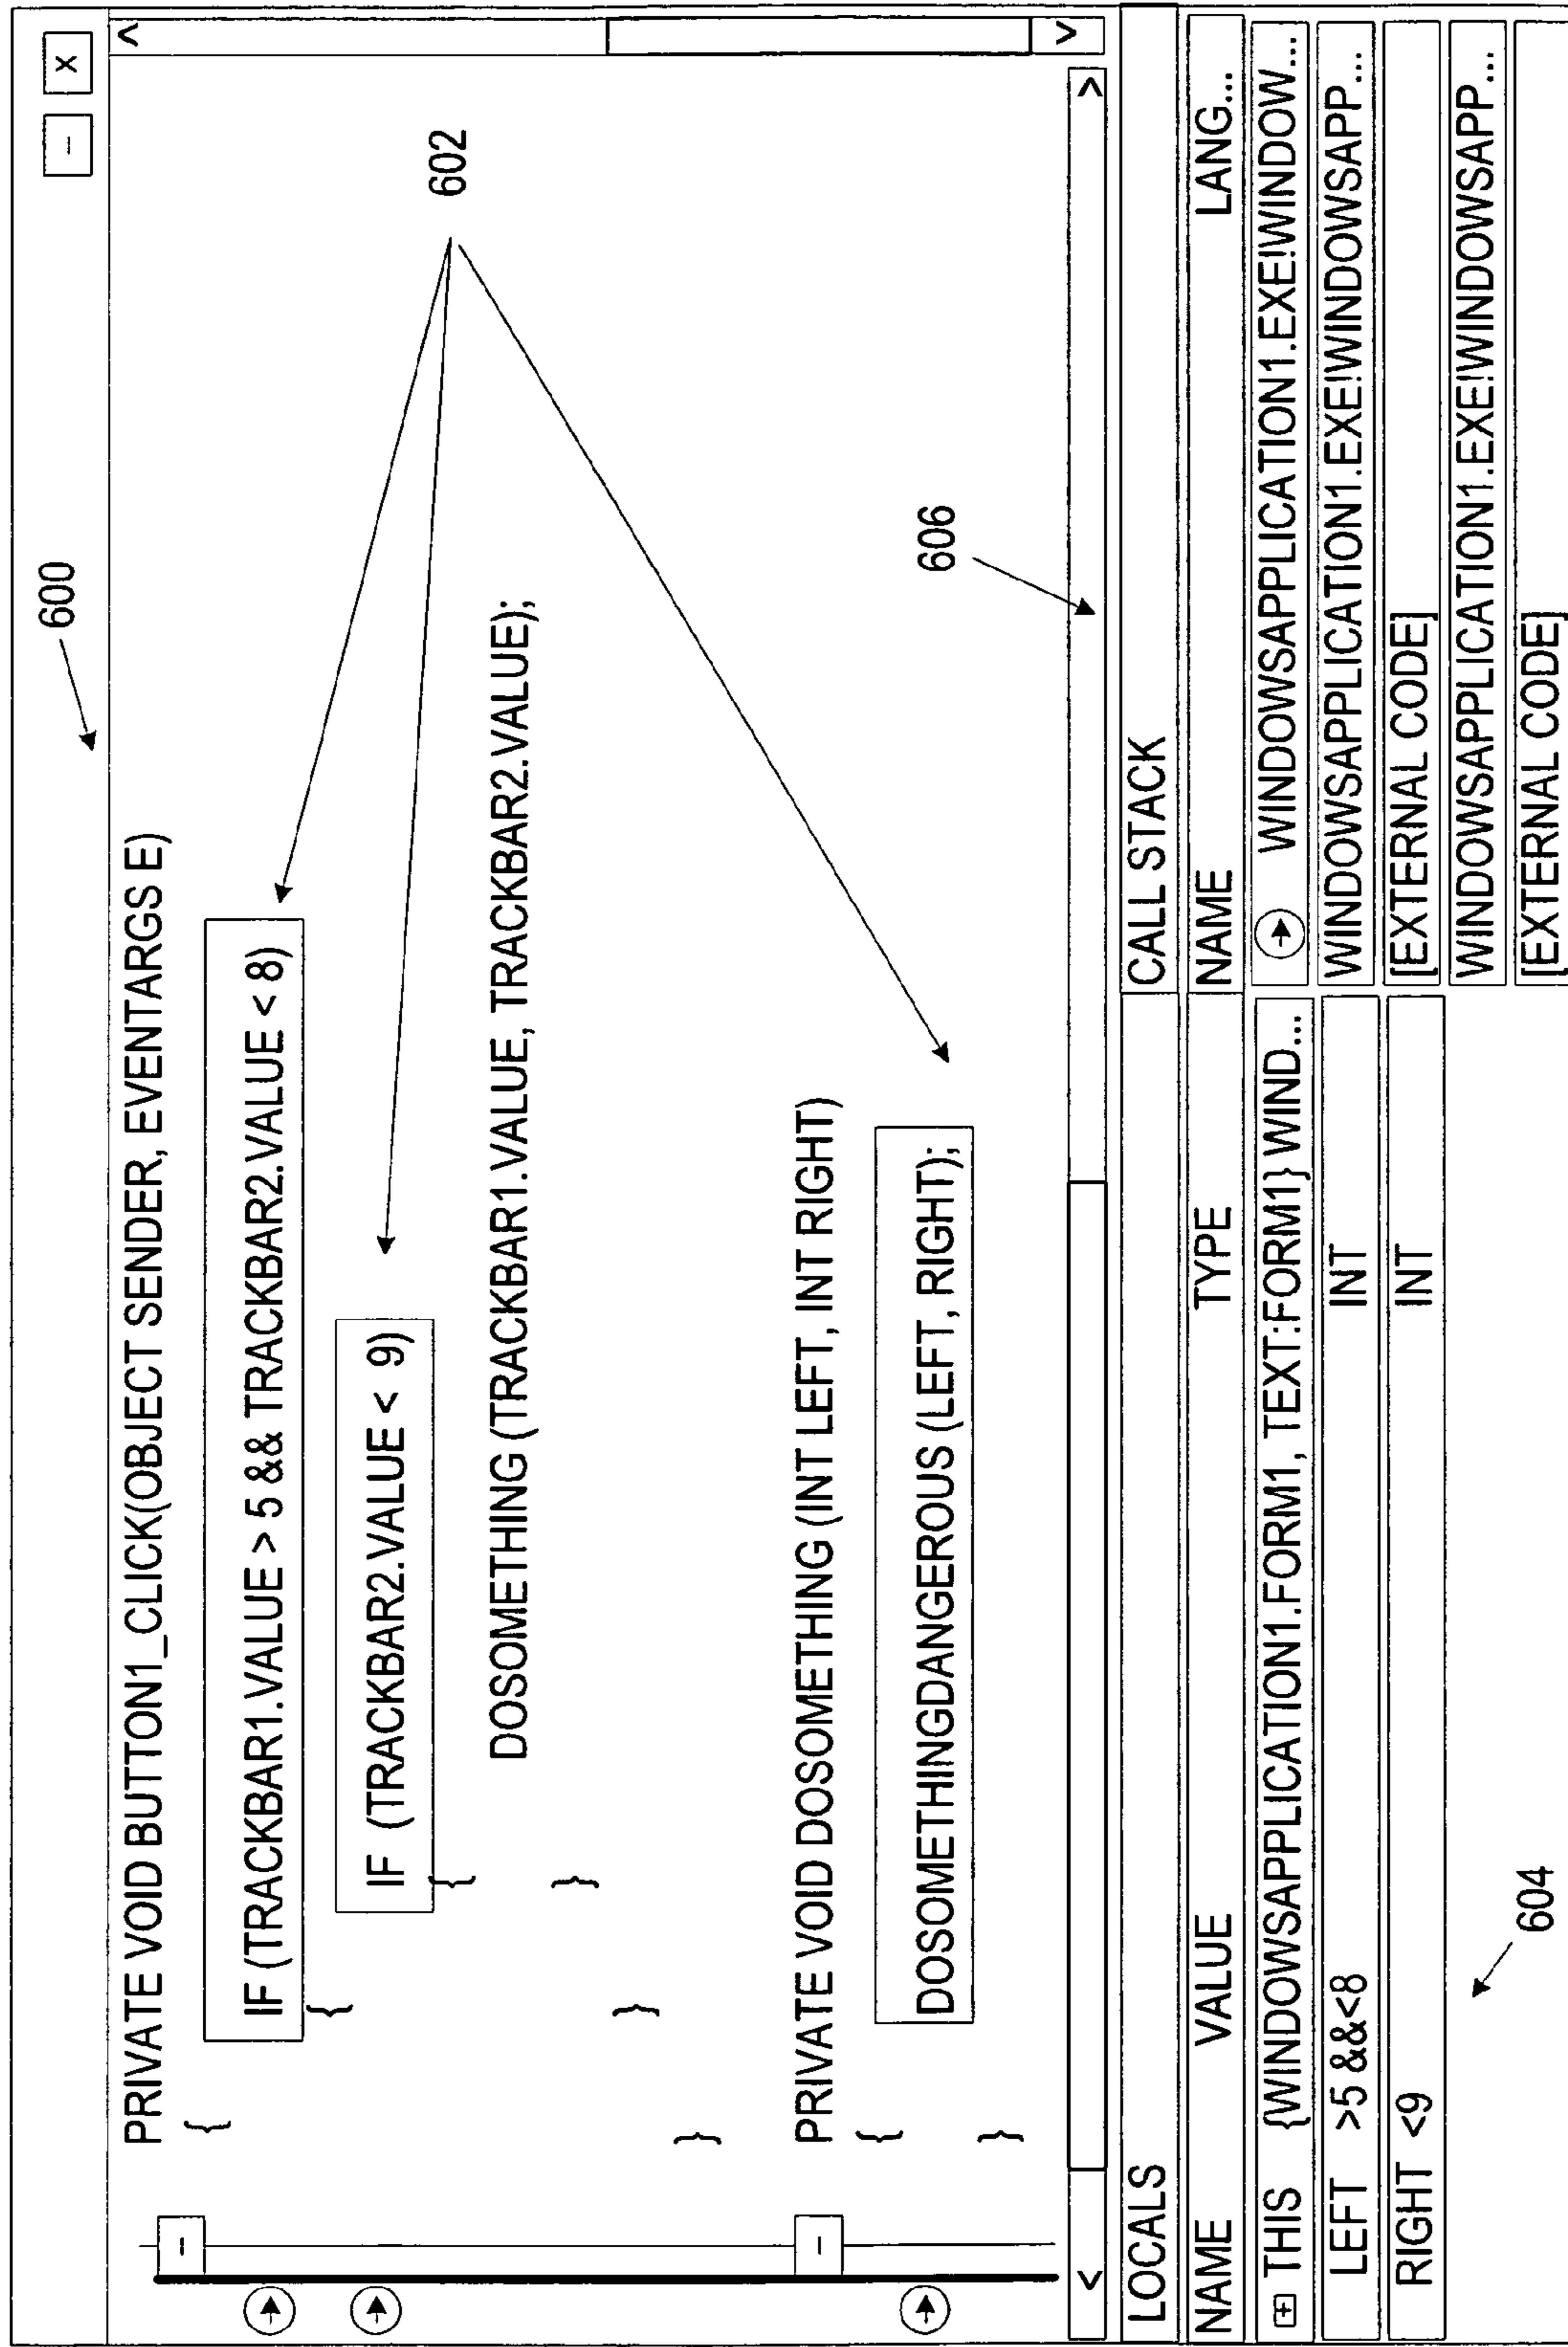 600
- X
PRIVATE VOID BUTTON1_CLICK(OBJECT SENDER, EVENTARGS E)
{
IF (TRACKBAR1.VALUE > 5 && TRACKBAR2.VALUE < 8)
{
602
IF (TRACKBAR2.VALUE < 9)
{
DOSOMETHING (TRACKBAR1.VALUE, TRACKBAR2.VALUE);
}
}
}
PRIVATE VOID DOSOMETHING (INT LEFT, INT RIGHT)
{
DOSOMETHINGDANGEROUS (LEFT, RIGHT);
}
606
LOCALS
NAME VALUE TYPE
THIS {WINDOWSAPPLICATION1.FORM1, TEXT:FORM1} WIND...
LEFT >5 &&<8 INT
RIGHT <9 INT
604
CALL STACK
NAME LANG...
WINDOWSAPPLICATION1.EXE!WINDOW...
WINDOWSAPPLICATION1.EXE!WINDOWSAPP...
[EXTERNAL CODE]
WINDOWSAPPLICATION1.EXE!WINDOWSAPP...
[EXTERNAL CODE]